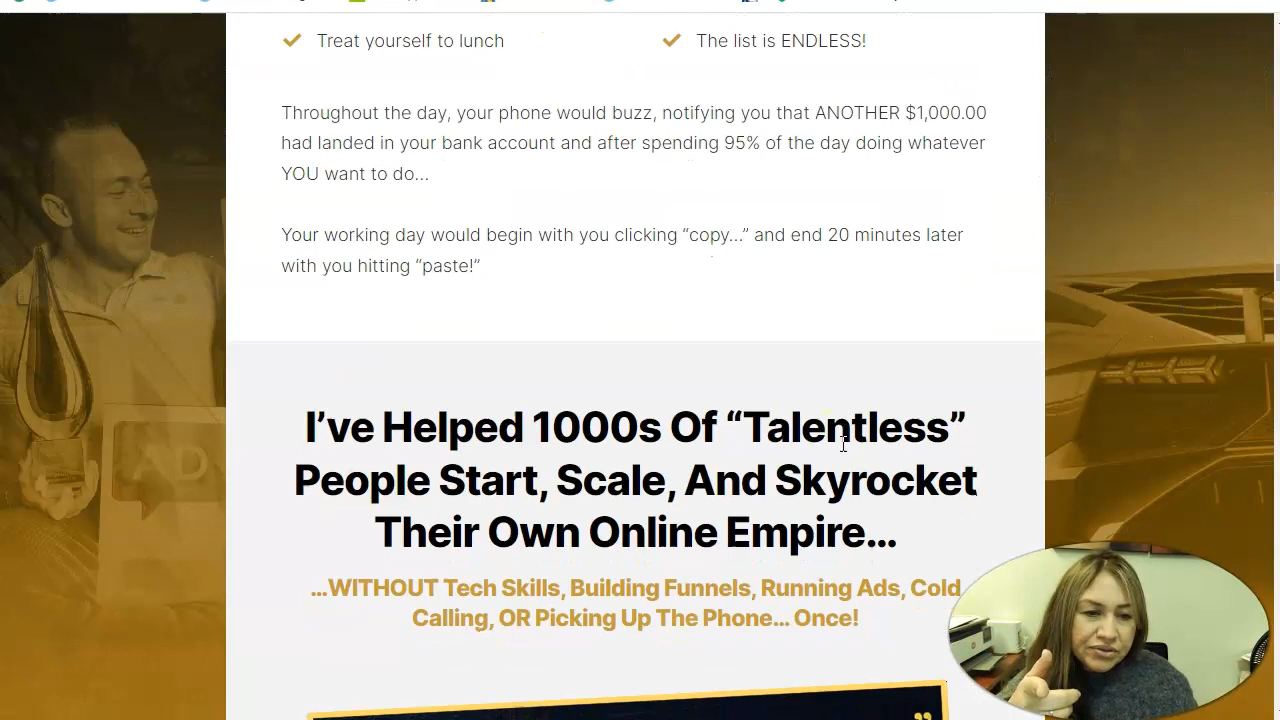 Treat yourself to lunch
The list is ENDLESS!
Throughout the day, your phone would buzz, notifying you that ANOTHER $1,000.00
had landed in your bank account and after spending 95% of the day doing whatever
YOU want to do...
Your working day would begin with you clicking “copy...” and end 20 minutes later
with you hitting “paste!”
I’ve Helped 1000s Of “Talentless”
People Start, Scale, And Skyrocket
Their Own Online Empire...
...WITHOUT Tech Skills, Building Funnels, Running Ads, Cold
Calling, OR Picking Up The Phone... Once!
AD
”